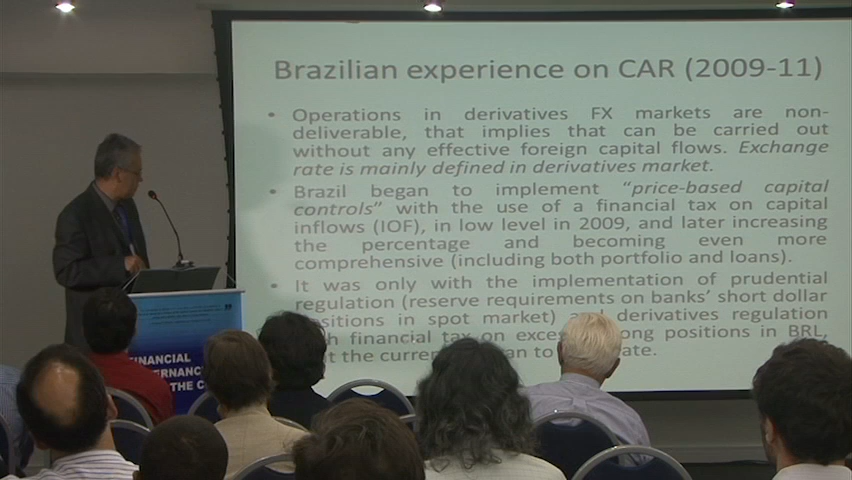 Brazilian experience on CAR (2009-11)
• Operations in derivatives FX markets are non-
deliverable, that implies that can be carried out
without any effective foreign capital flows. Exchange
rate is mainly defined in derivatives market.
• Brazil began to implement “price-based capital
controls” with the use of a financial tax on capital
inflows (IOF), in low level in 2009, and later increasing
the percentage and becoming even more
comprehensive (including both portfolio and loans).
• It was only with the implementation of prudential
regulation (reserve requirements on banks’ short dollar
positions in spot market) and derivatives regulation
financial tax on long positions in BRL,
the
FINANCIAL
THE